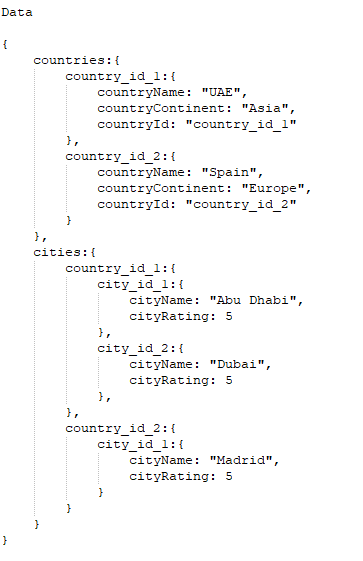 Data
{
    countries:{
        country_id_1:{
            countryName: "UAE",
            countryContinent: "Asia",
            countryId: "country_id_1"
        },
        country_id_2:{
            countryName: "Spain",
            countryContinent: "Europe",
            countryId: "country_id_2"
        }
    },
    cities:{
        country_id_1:{
            city_id_1:{
                cityName: "Abu Dhabi",
                cityRating: 5
            },
            city_id_2:{
                cityName: "Dubai",
                cityRating: 5
            },
        },
        country_id_2:{
            city_id_1:{
                cityName: "Madrid",
                cityRating: 5
            }
        }
    }
}